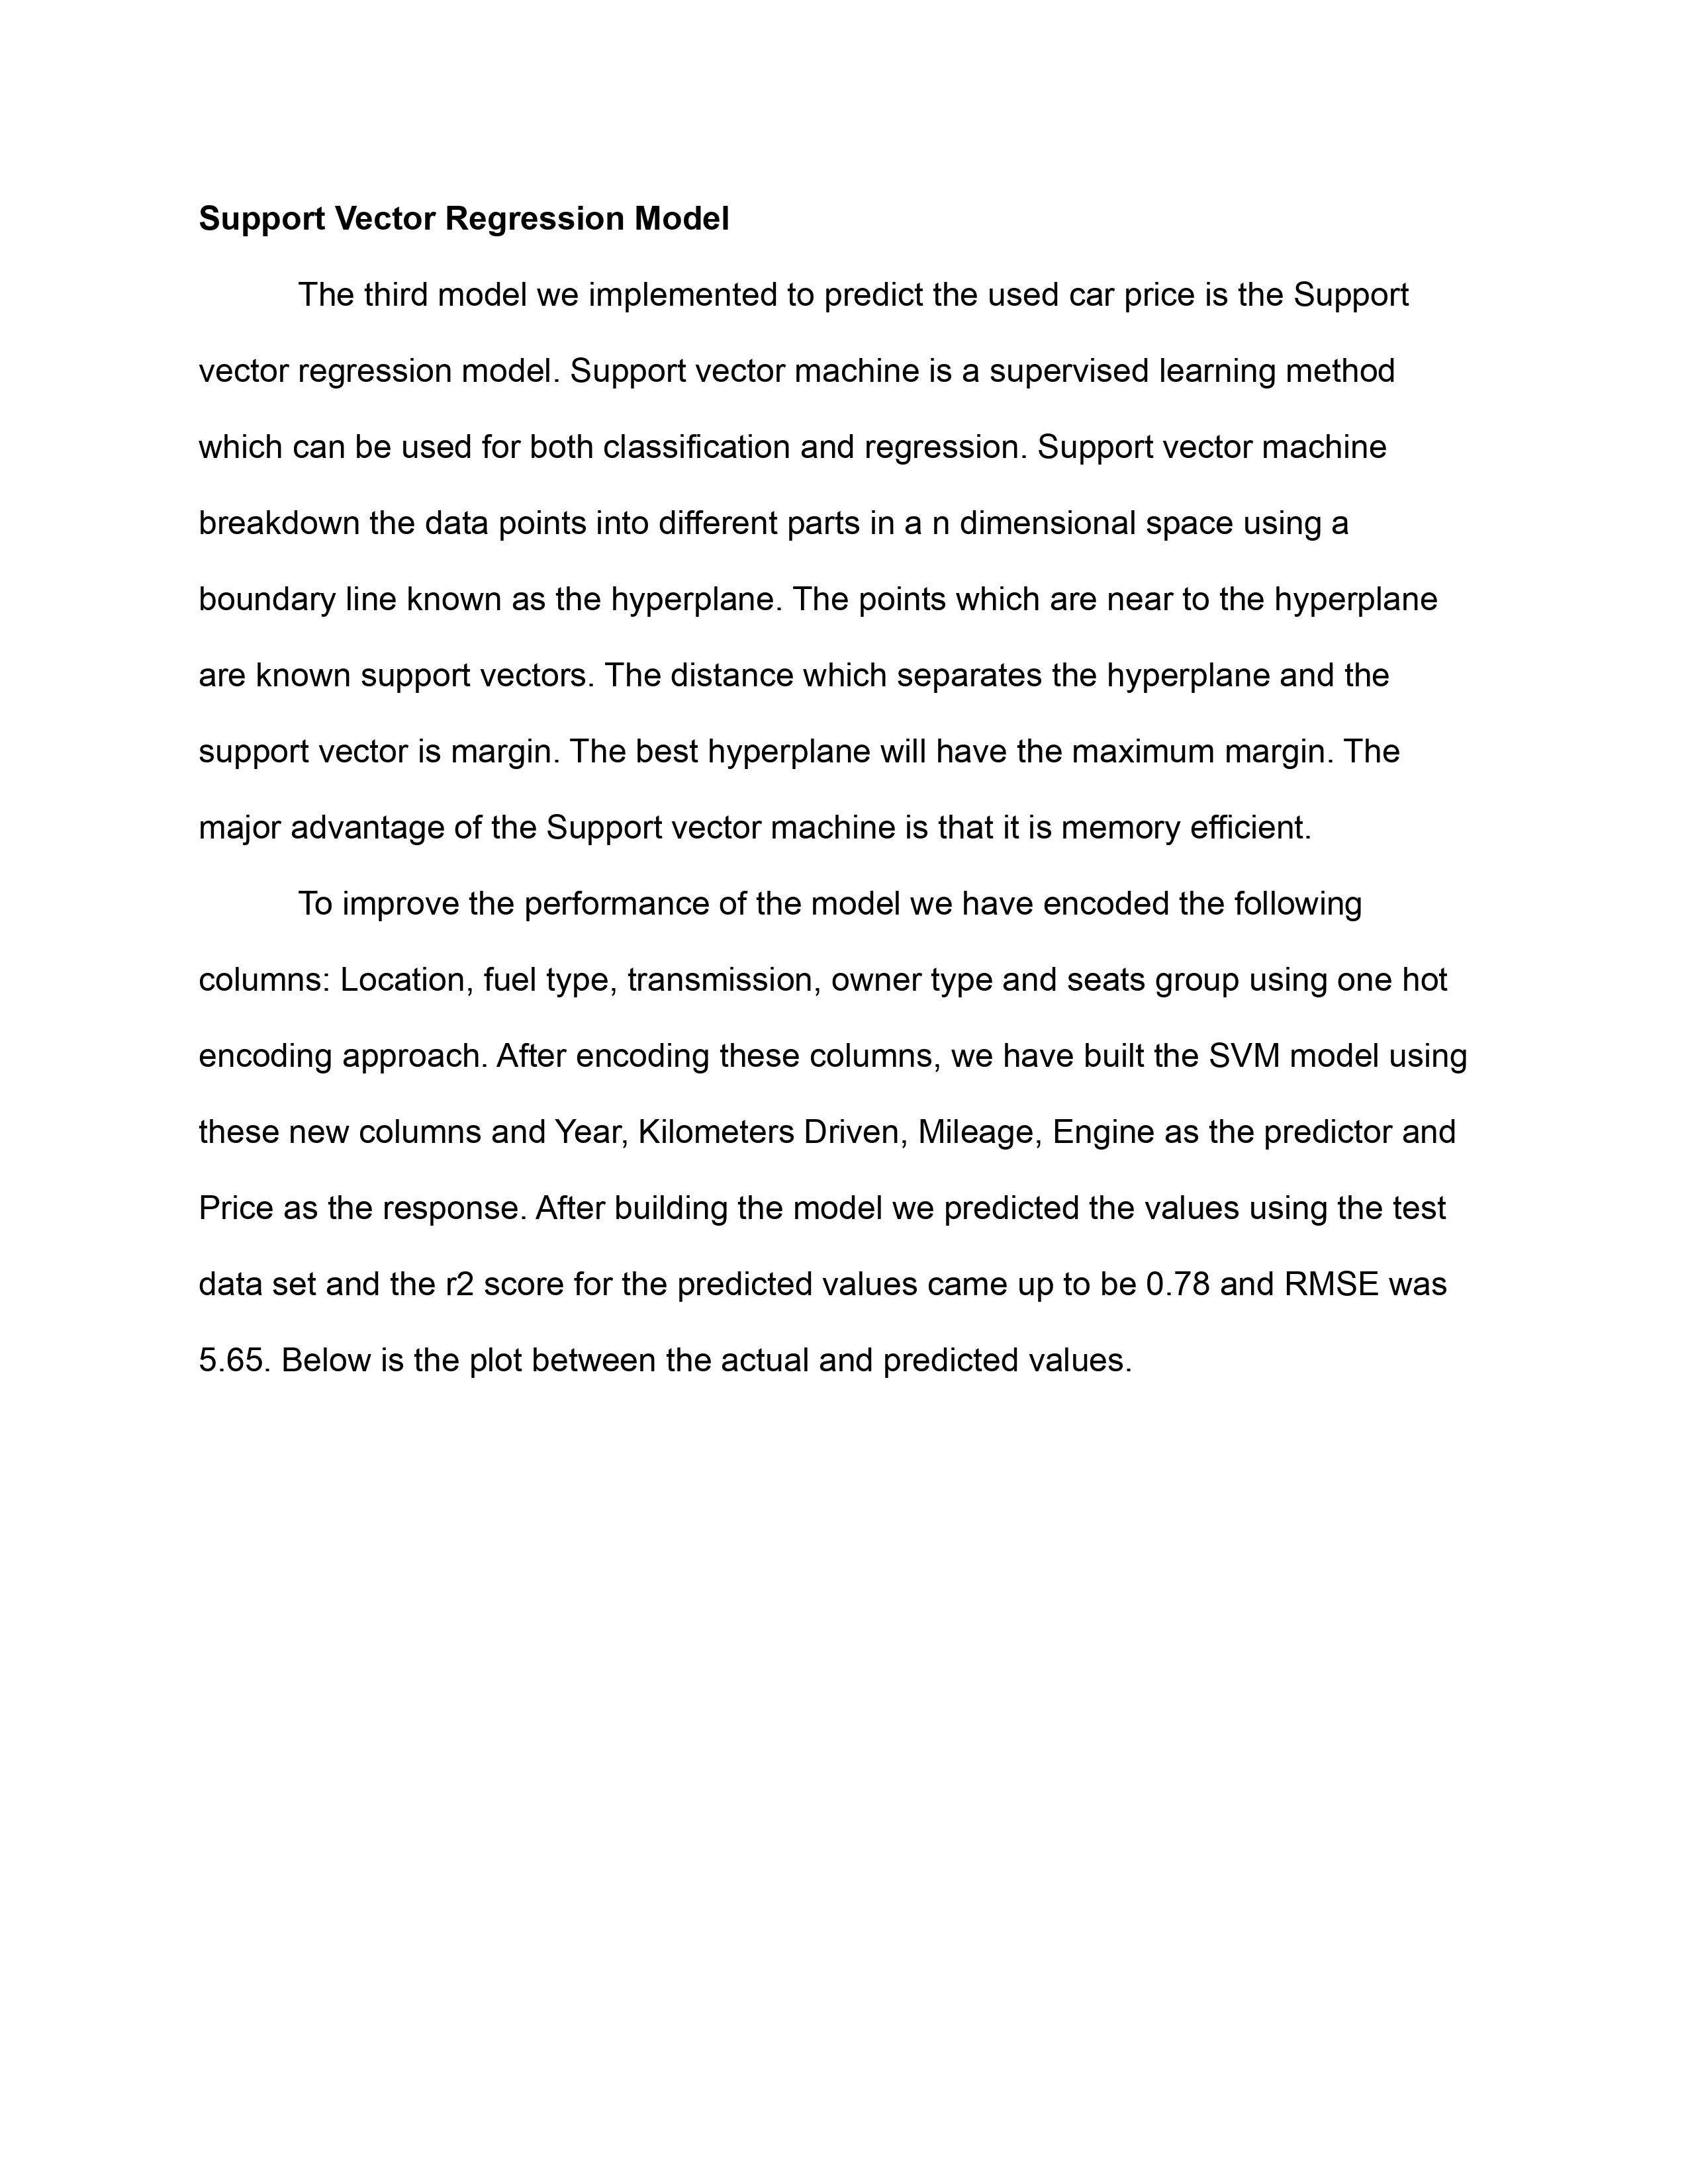 Support Vector Regression Model
The third model we implemented to predict the used car price is the Support
vector regression model. Support vector machine is a supervised learning method
which can be used for both classification and regression. Support vector machine
breakdown the data points into different parts in a n dimensional space using a
boundary line known as the hyperplane. The points which are near to the hyperplane
are known support vectors. The distance which separates the hyperplane and the
support vector is margin. The best hyperplane will have the maximum margin. The
major advantage of the Support vector machine is that it is memory efficient.
To improve the performance of the model we have encoded the following
columns: Location, fuel type, transmission, owner type and seats group using one hot
encoding approach. After encoding these columns, we have built the SVM model using
these new columns and Year, Kilometers Driven, Mileage, Engine as the predictor and
Price as the response. After building the model we predicted the values using the test
data set and the r2 score for the predicted values came up to be 0.78 and RMSE was
5.65. Below is the plot between the actual and predicted values.